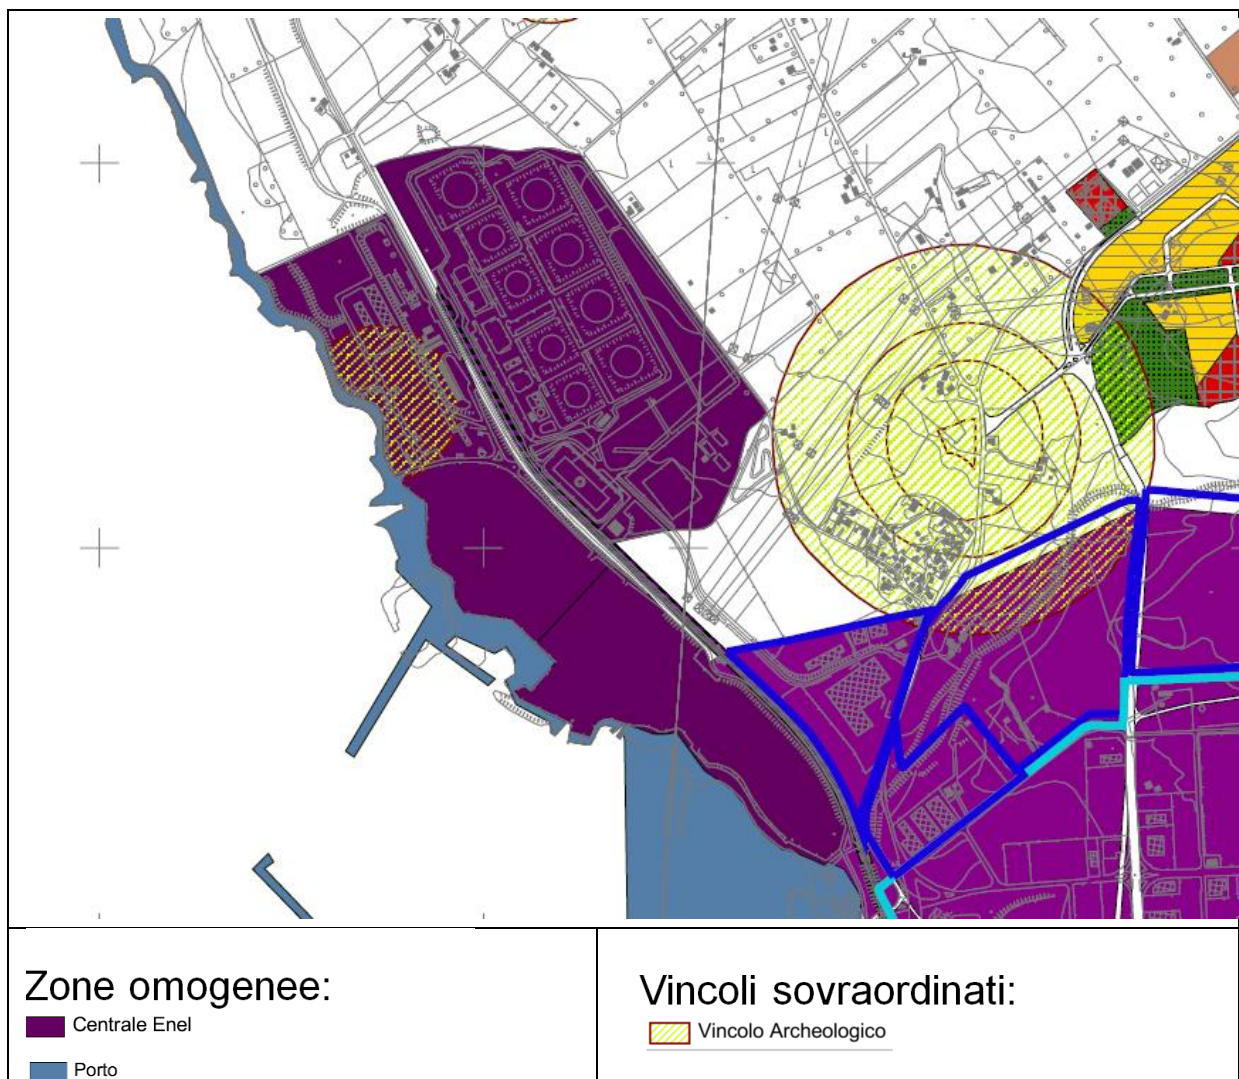 Zone omogenee:
Centrale Enel
Porto
Vincoli sovraordinati:
Vincolo Archeologico